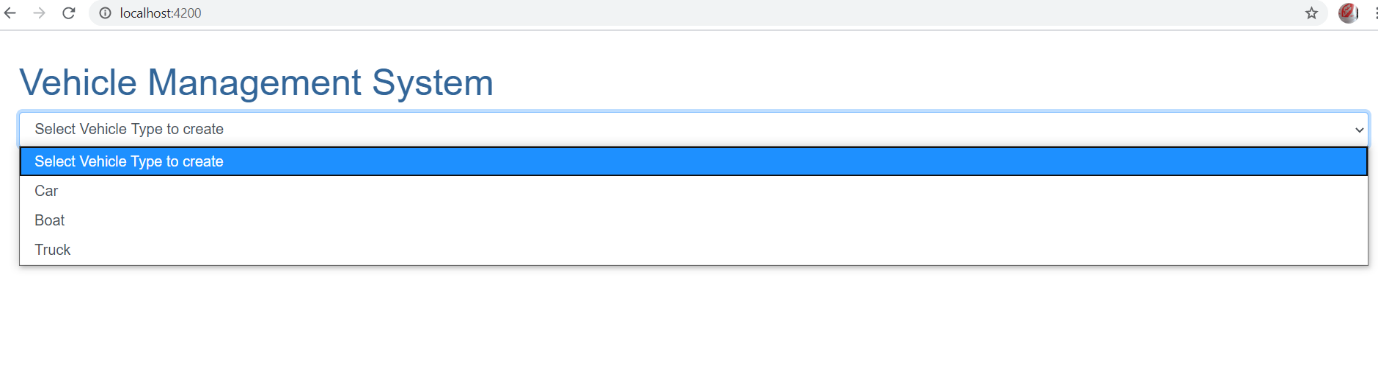 localhost:4200
Vehicle Management System
Select Vehicle Type to create
Select Vehicle Type to create
Car
Boat
Truck